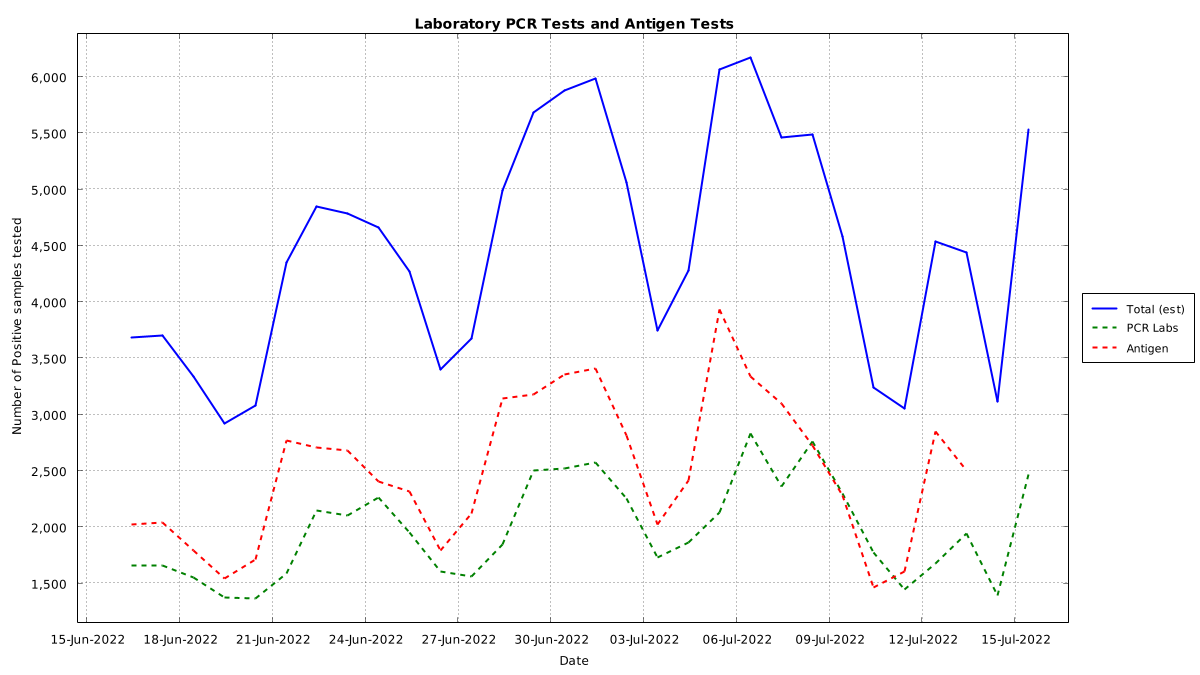 Laboratory PCR Tests and Antigen Tests
Number of Positive samples tested
6,000
5,500
5,000
4,500
4,000
3,500
3,000
2,500
2,000
1,500
15-Jun-2022 18-Jun-2022 21-Jun-2022 24-Jun-2022 27-Jun-2022 30-Jun-2022 03-Jul-2022 06-Jul-2022 09-Jul-2022 12-Jul-2022 15-Jul-2022
Date
Total (est)
PCR Labs
Antigen